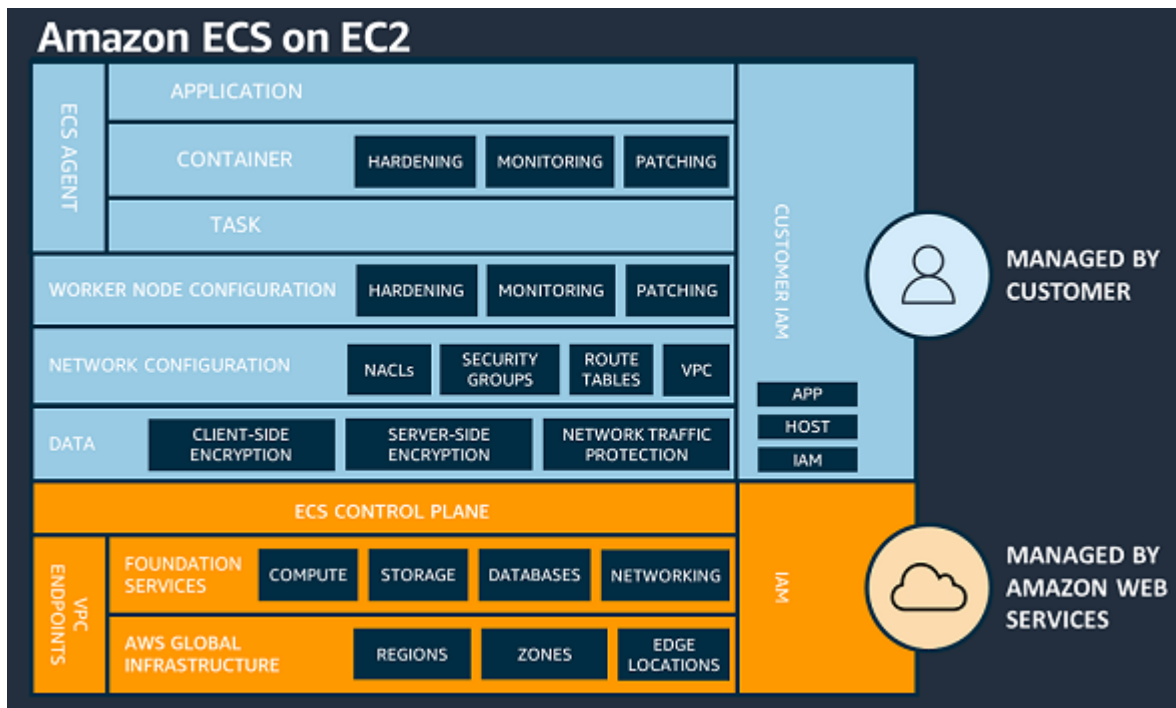 Amazon ECS on EC2
ECS AGENT
APPLICATION
CONTAINER
HARDENING
MONITORING
PATCHING
TASK
WORKER NODE CONFIGURATION
HARDENING
MONITORING
PATCHING
NETWORK CONFIGURATION
NACLs
SECURITY
GROUPS
ROUTE
TABLES
VPC
DATA
CLIENT-SIDE
ENCRYPTION
SERVER-SIDE
ENCRYPTION
NETWORK TRAFFIC
PROTECTION
CUSTOMER IAM
APP
HOST
IAM
MANAGED BY
CUSTOMER
ECS CONTROL PLANE
VPC
ENDPOINTS
FOUNDATION
SERVICES
COMPUTE
STORAGE
DATABASES
NETWORKING
AWS GLOBAL
INFRASTRUCTURE
REGIONS
ZONES
EDGE
LOCATIONS
IAM
MANAGED BY
AMAZON WEB
SERVICES